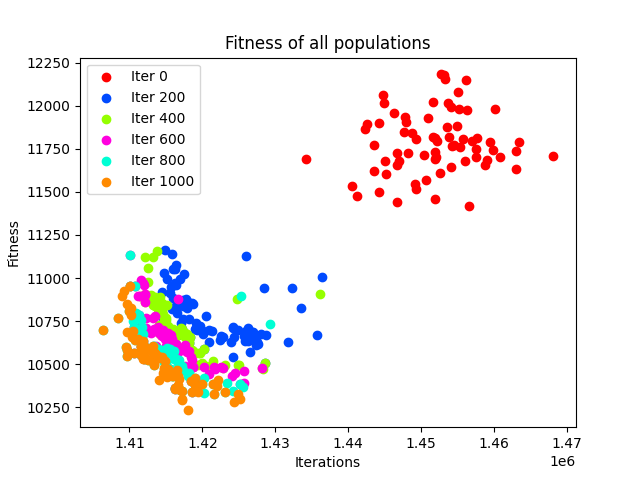 Fitness of all populations
12250
12000
11750
11500
11250
11000
10750
10500
10250
Fitness
Iter 0
Iter 200
Iter 400
Iter 600
Iter 800
Iter 1000
1.41 1.42 1.43 1.44 1.45 1.46 1.47
Iterations
1e6